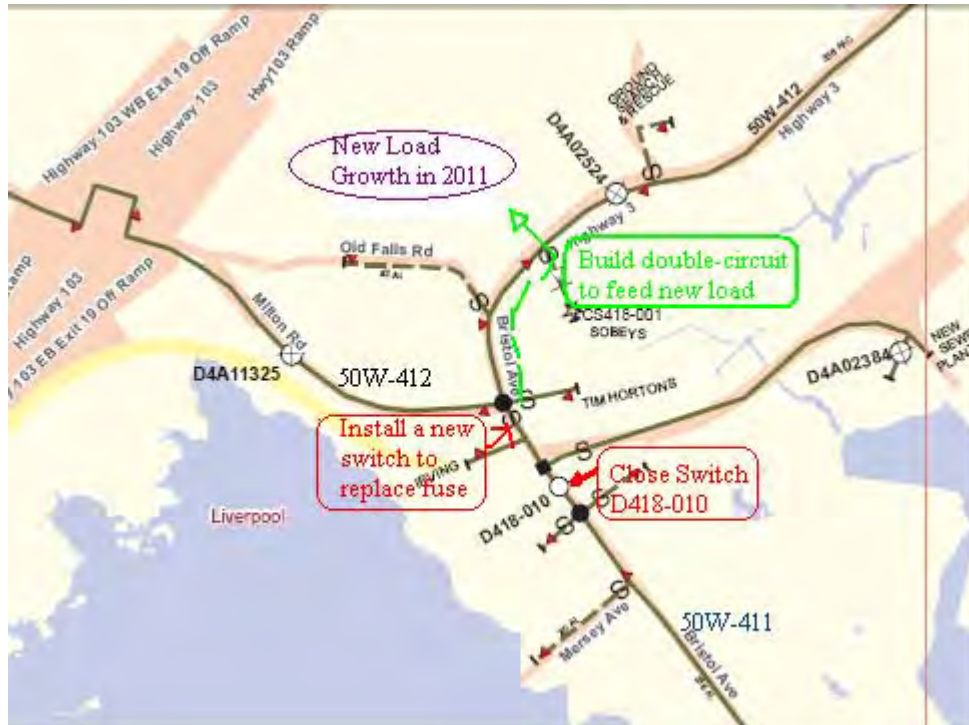 Highway 103 WB Exit 19 Off Ramp
Highway 103
Hwy103 Ramp
New Load
Growth in 2011
GROUND
SEARCH
& RESCUE
D4A02524
50W-412
Highway 3
Highway 3
Old Falls Rd
Build double-circuit
to feed new load
CS418-001
SOBEYS
Ramp
Highway 103
103 EB Exit 19 Off Ramp
Milton Rd
D4A11325
50W-412
Bristol Ave
TIM HORTONS
D4A02384
NEW
Install a new
switch to
replace fuse
IRVING
Close Switch
D418-010
D418-010
Liverpool
50W-411
Mersey Ave
Bristol Ave